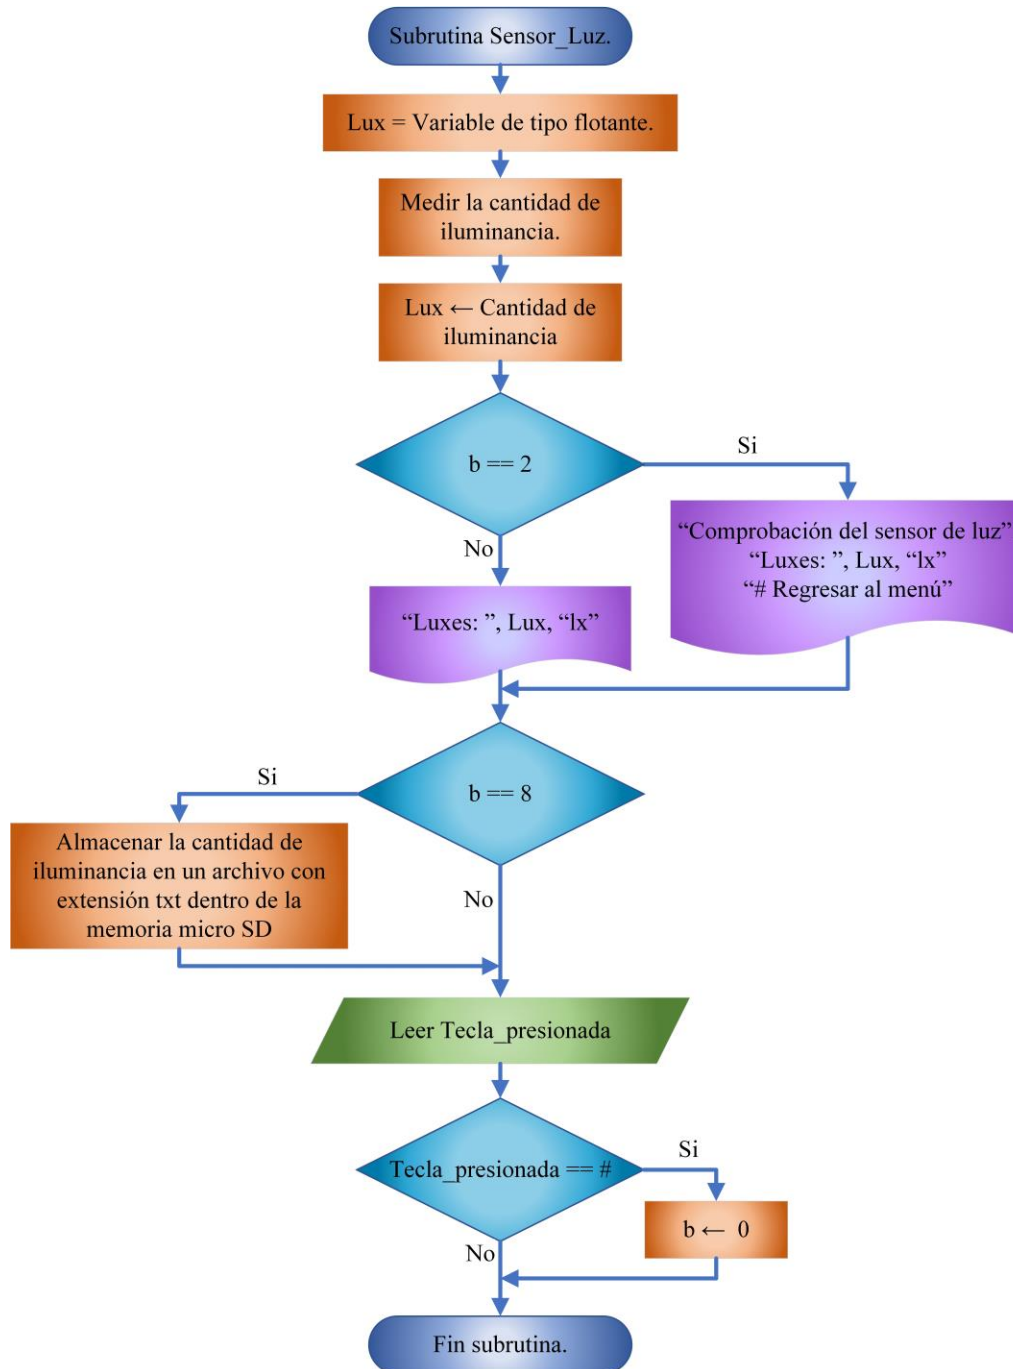 Subrutina Sensor_Luz.
Lux = Variable de tipo flotante.
Medir la cantidad de
iluminancia.
Lux ← Cantidad de
iluminancia
b == 2
Si
“Comprobación del sensor de luz”
“Luxes: ”, Lux, “lx”
“# Regresar al menú”
No
“Luxes: ”, Lux, “lx”
b == 8
Si
Almacenar la cantidad de
iluminancia en un archivo con
extensión txt dentro de la
memoria micro SD
No
Leer Tecla_presionada
Tecla_presionada == #
Si
b ← 0
No
Fin subrutina.